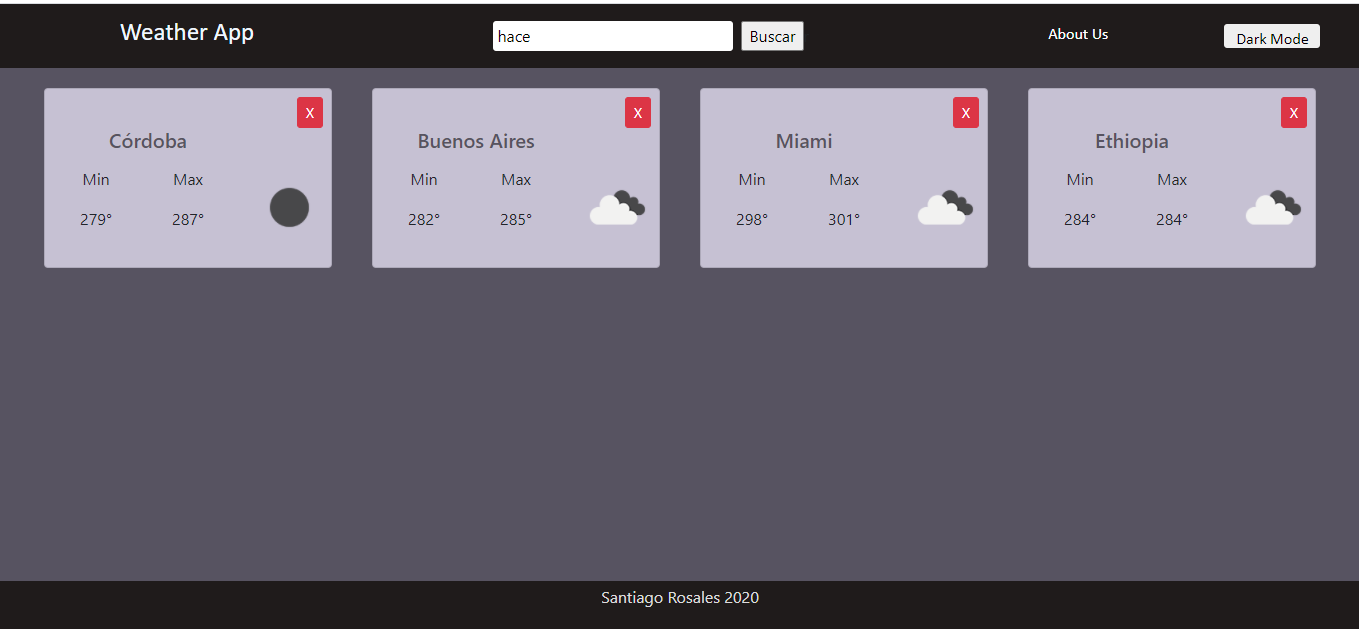 Weather App
hace
Buscar
About Us
Dark Mode
X
Córdoba
Min Max
279° 287°
X
Buenos Aires
Min Max
282° 285°
X
Miami
Min Max
298° 301°
X
Ethiopia
Min Max
284° 284°
Santiago Rosales 2020